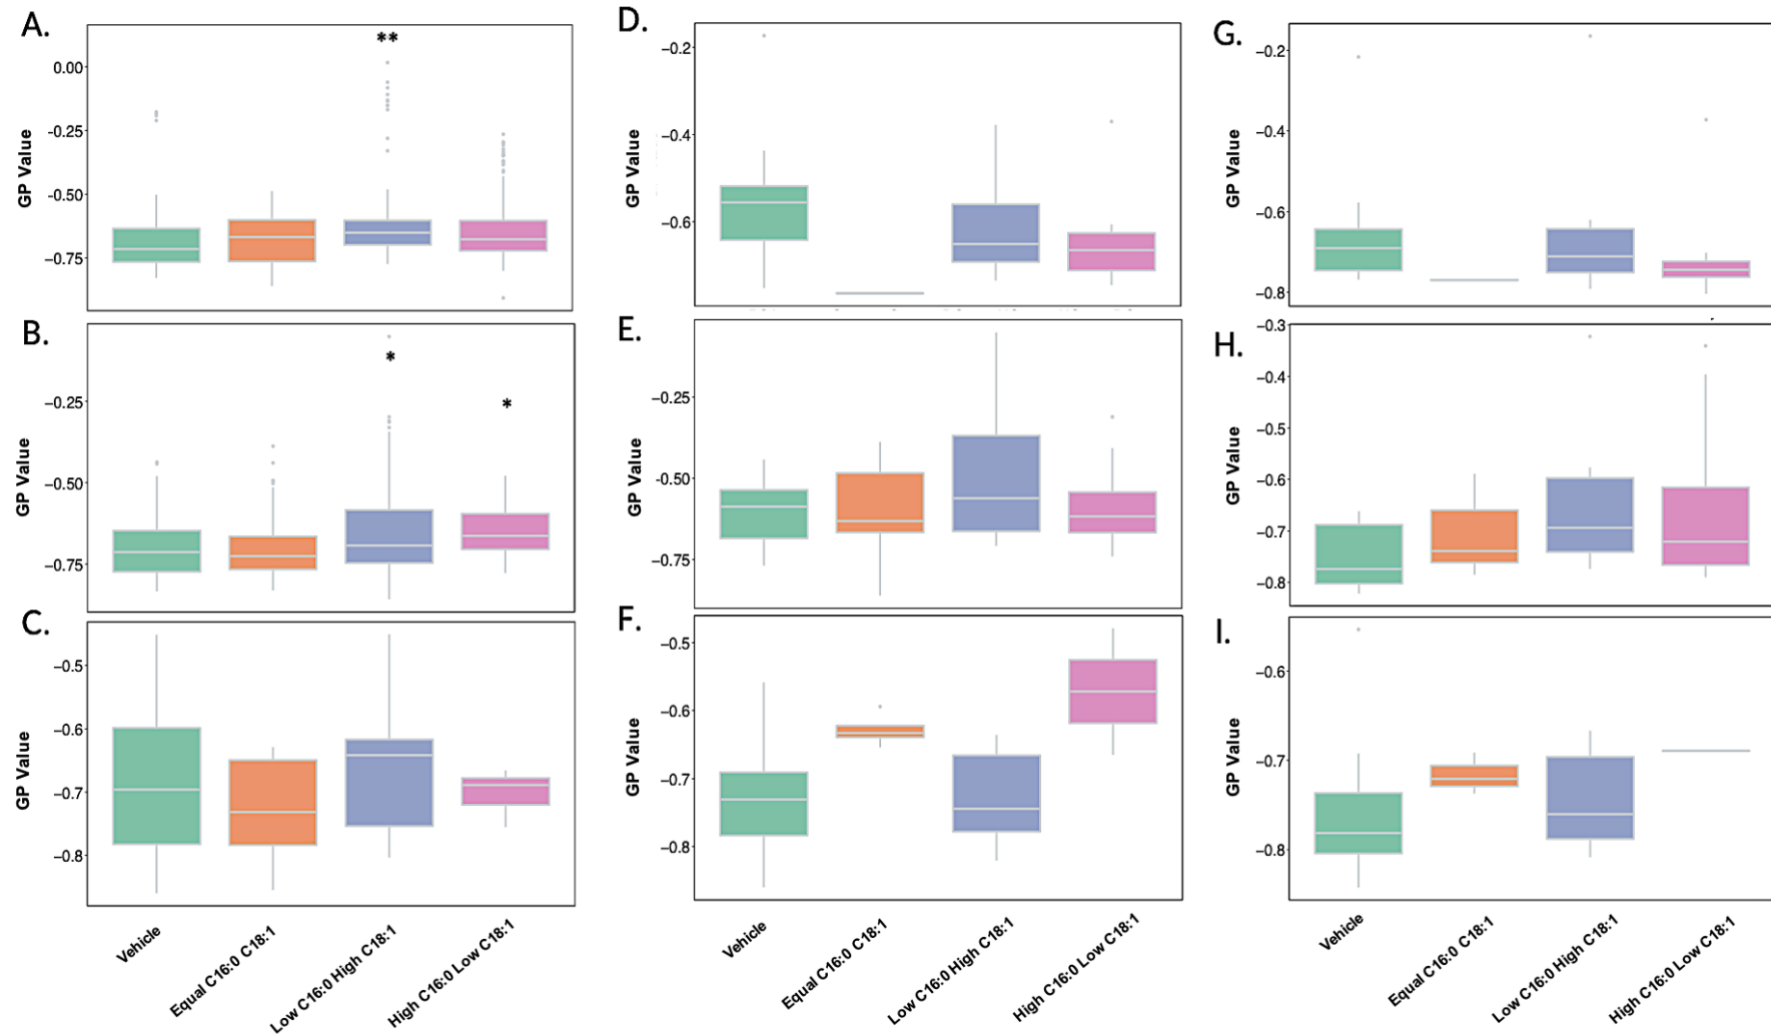 A.
**
GP Value
0.00
-0.25
-0.50
-0.75
B.
*
*
GP Value
-0.25
-0.50
-0.75
C.
GP Value
-0.5
-0.6
-0.7
-0.8
Vehicle
Equal C16:0 C18:1
Low C16:0 High C18:1
High C16:0 Low C18:1
D.
GP Value
-0.2
-0.4
-0.6
E.
GP Value
-0.25
-0.50
-0.75
F.
GP Value
-0.5
-0.6
-0.7
-0.8
Vehicle
Equal C16:0 C18:1
Low C16:0 High C18:1
High C16:0 Low C18:1
G.
GP Value
-0.2
-0.4
-0.6
-0.8
H.
GP Value
-0.3
-0.4
-0.5
-0.6
-0.7
-0.8
I.
GP Value
-0.6
-0.7
-0.8
Vehicle
Equal C16:0 C18:1
Low C16:0 High C18:1
High C16:0 Low C18:1